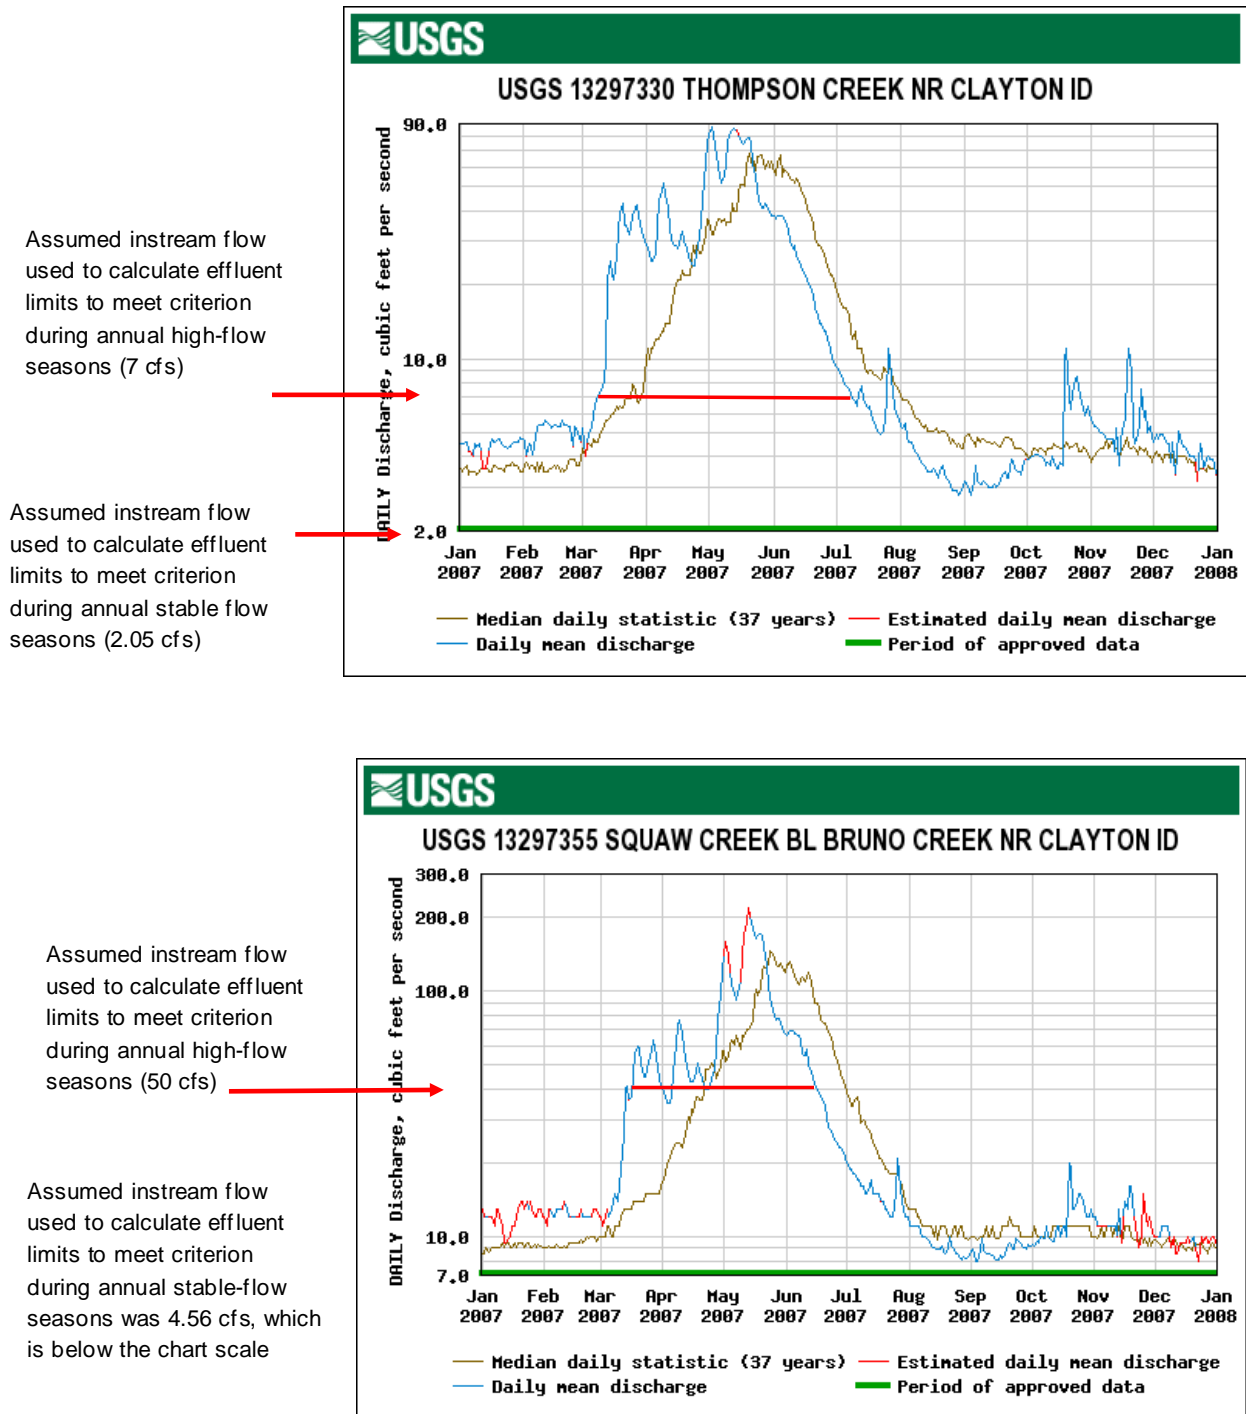 USGS
USGS 13297330 THOMPSON CREEK NR CLAYTON ID
DAILY Discharge, cubic feet per second
90.0
10.0
2.0
Jan Feb Mar Apr May Jun Jul Aug Sep Oct Nov Dec Jan
2007 2007 2007 2007 2007 2007 2007 2007 2007 2007 2007 2007 2008
Median daily statistic (37 years) Estimated daily mean discharge
Daily mean discharge Period of approved data
Assumed instream flow
used to calculate effluent
limits to meet criterion
during annual high-flow
seasons (7 cfs)
Assumed instream flow
used to calculate effluent
limits to meet criterion
during annual stable flow
seasons (2.05 cfs)
USGS
USGS 13297355 SQUAW CREEK BL BRUNO CREEK NR CLAYTON ID
DAILY Discharge, cubic feet per second
300.0
200.0
100.0
10.0
7.0
Jan Feb Mar Apr May Jun Jul Aug Sep Oct Nov Dec Jan
2007 2007 2007 2007 2007 2007 2007 2007 2007 2007 2007 2007 2008
Median daily statistic (37 years) Estimated daily mean discharge
Daily mean discharge Period of approved data
Assumed instream flow
used to calculate effluent
limits to meet criterion
during annual high-flow
seasons (50 cfs)
Assumed instream flow
used to calculate effluent
limits to meet criterion
during annual stable-flow
seasons was 4.56 cfs, which
is below the chart scale